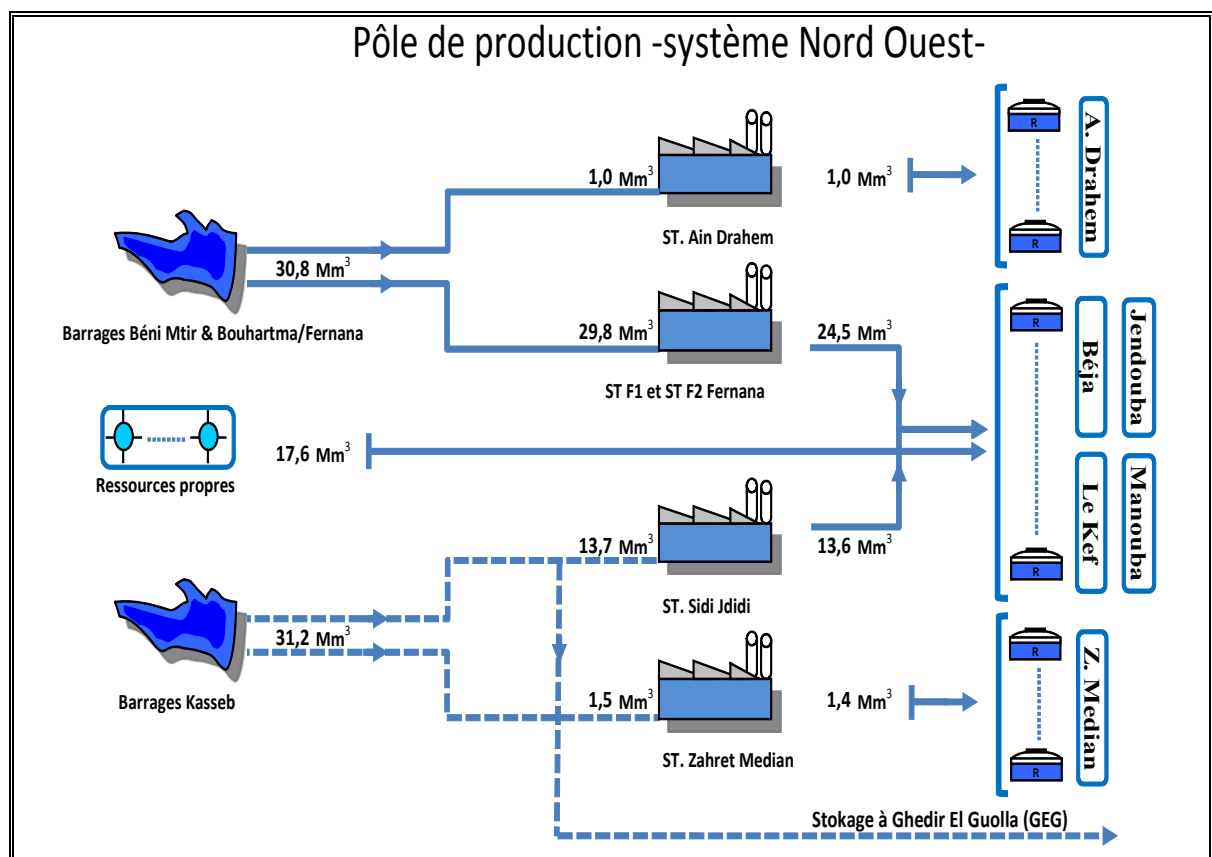 Pôle de production -système Nord Ouest-
1,0 Mm³
1,0 Mm³
R
R
A. Drahem
ST. Ain Drahem
30,8 Mm³
Barrages Béni Mtir & Bouhartma/Fernana
29,8 Mm³
24,5 Mm³
ST F1 et ST F2 Fernana
R
R
Béja
Jendouba
Le Kef
Manouba
17,6 Mm³
Ressources propres
13,7 Mm³
13,6 Mm³
ST. Sidi Jdidi
31,2 Mm³
Barrages Kasseb
1,5 Mm³
1,4 Mm³
R
R
Z. Median
ST. Zahret Median
Stokage à Ghedir El Guolla (GEG)